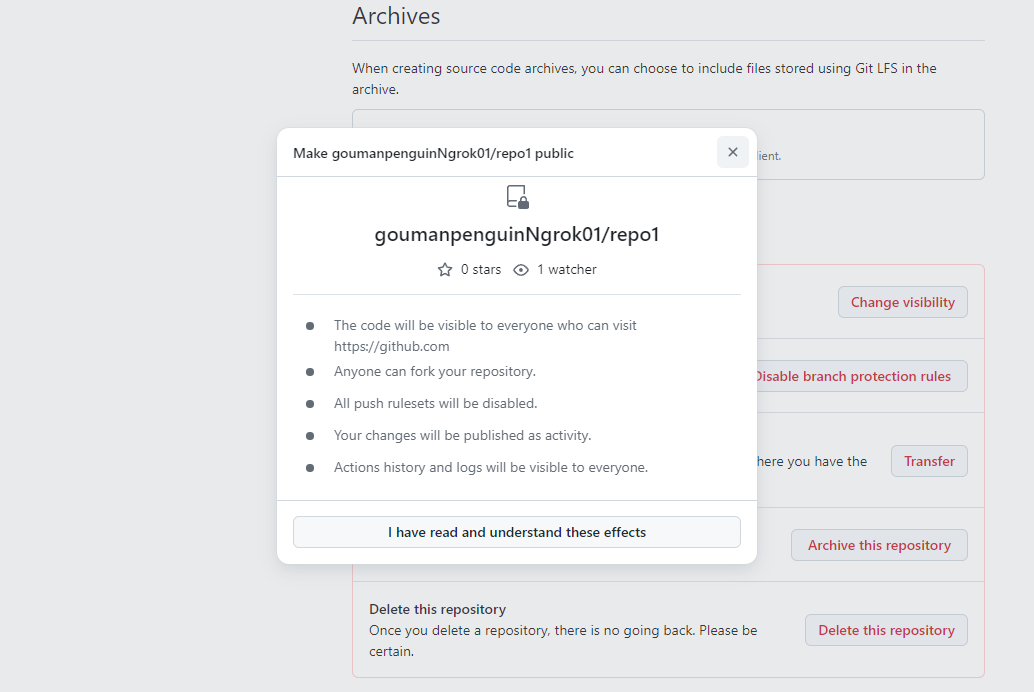 Archives
When creating source code archives, you can choose to include files stored using Git LFS in the
archive.
Make goumanpenguinNgrok01/repo1 public
goumanpenguinNgrok01/repo1
0 stars 1 watcher
The code will be visible to everyone who can visit
https://github.com
Anyone can fork your repository.
All push rulesets will be disabled.
Your changes will be published as activity.
Actions history and logs will be visible to everyone.
I have read and understand these effects
Change visibility
Disable branch protection rules
here you have the
Transfer
Archive this repository
Delete this repository
Once you delete a repository, there is no going back. Please be
certain.
Delete this repository